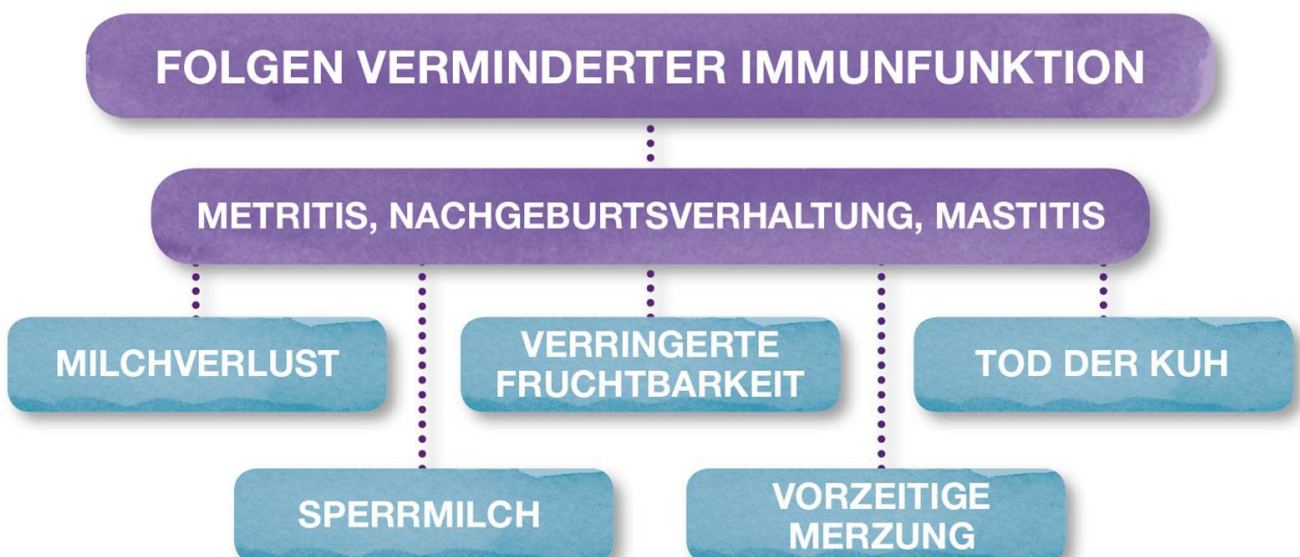 FOLGEN VERMINDERTER IMMUNFUNKTION
METRITIS, NACHGEBURTSVERHALTUNG, MASTITIS
MILCHVERLUST
VERRINGERTE
FRUCHTBARKEIT
TOD DER KUH
SPERRMILCH
VORZEITIGE
MERZUNG